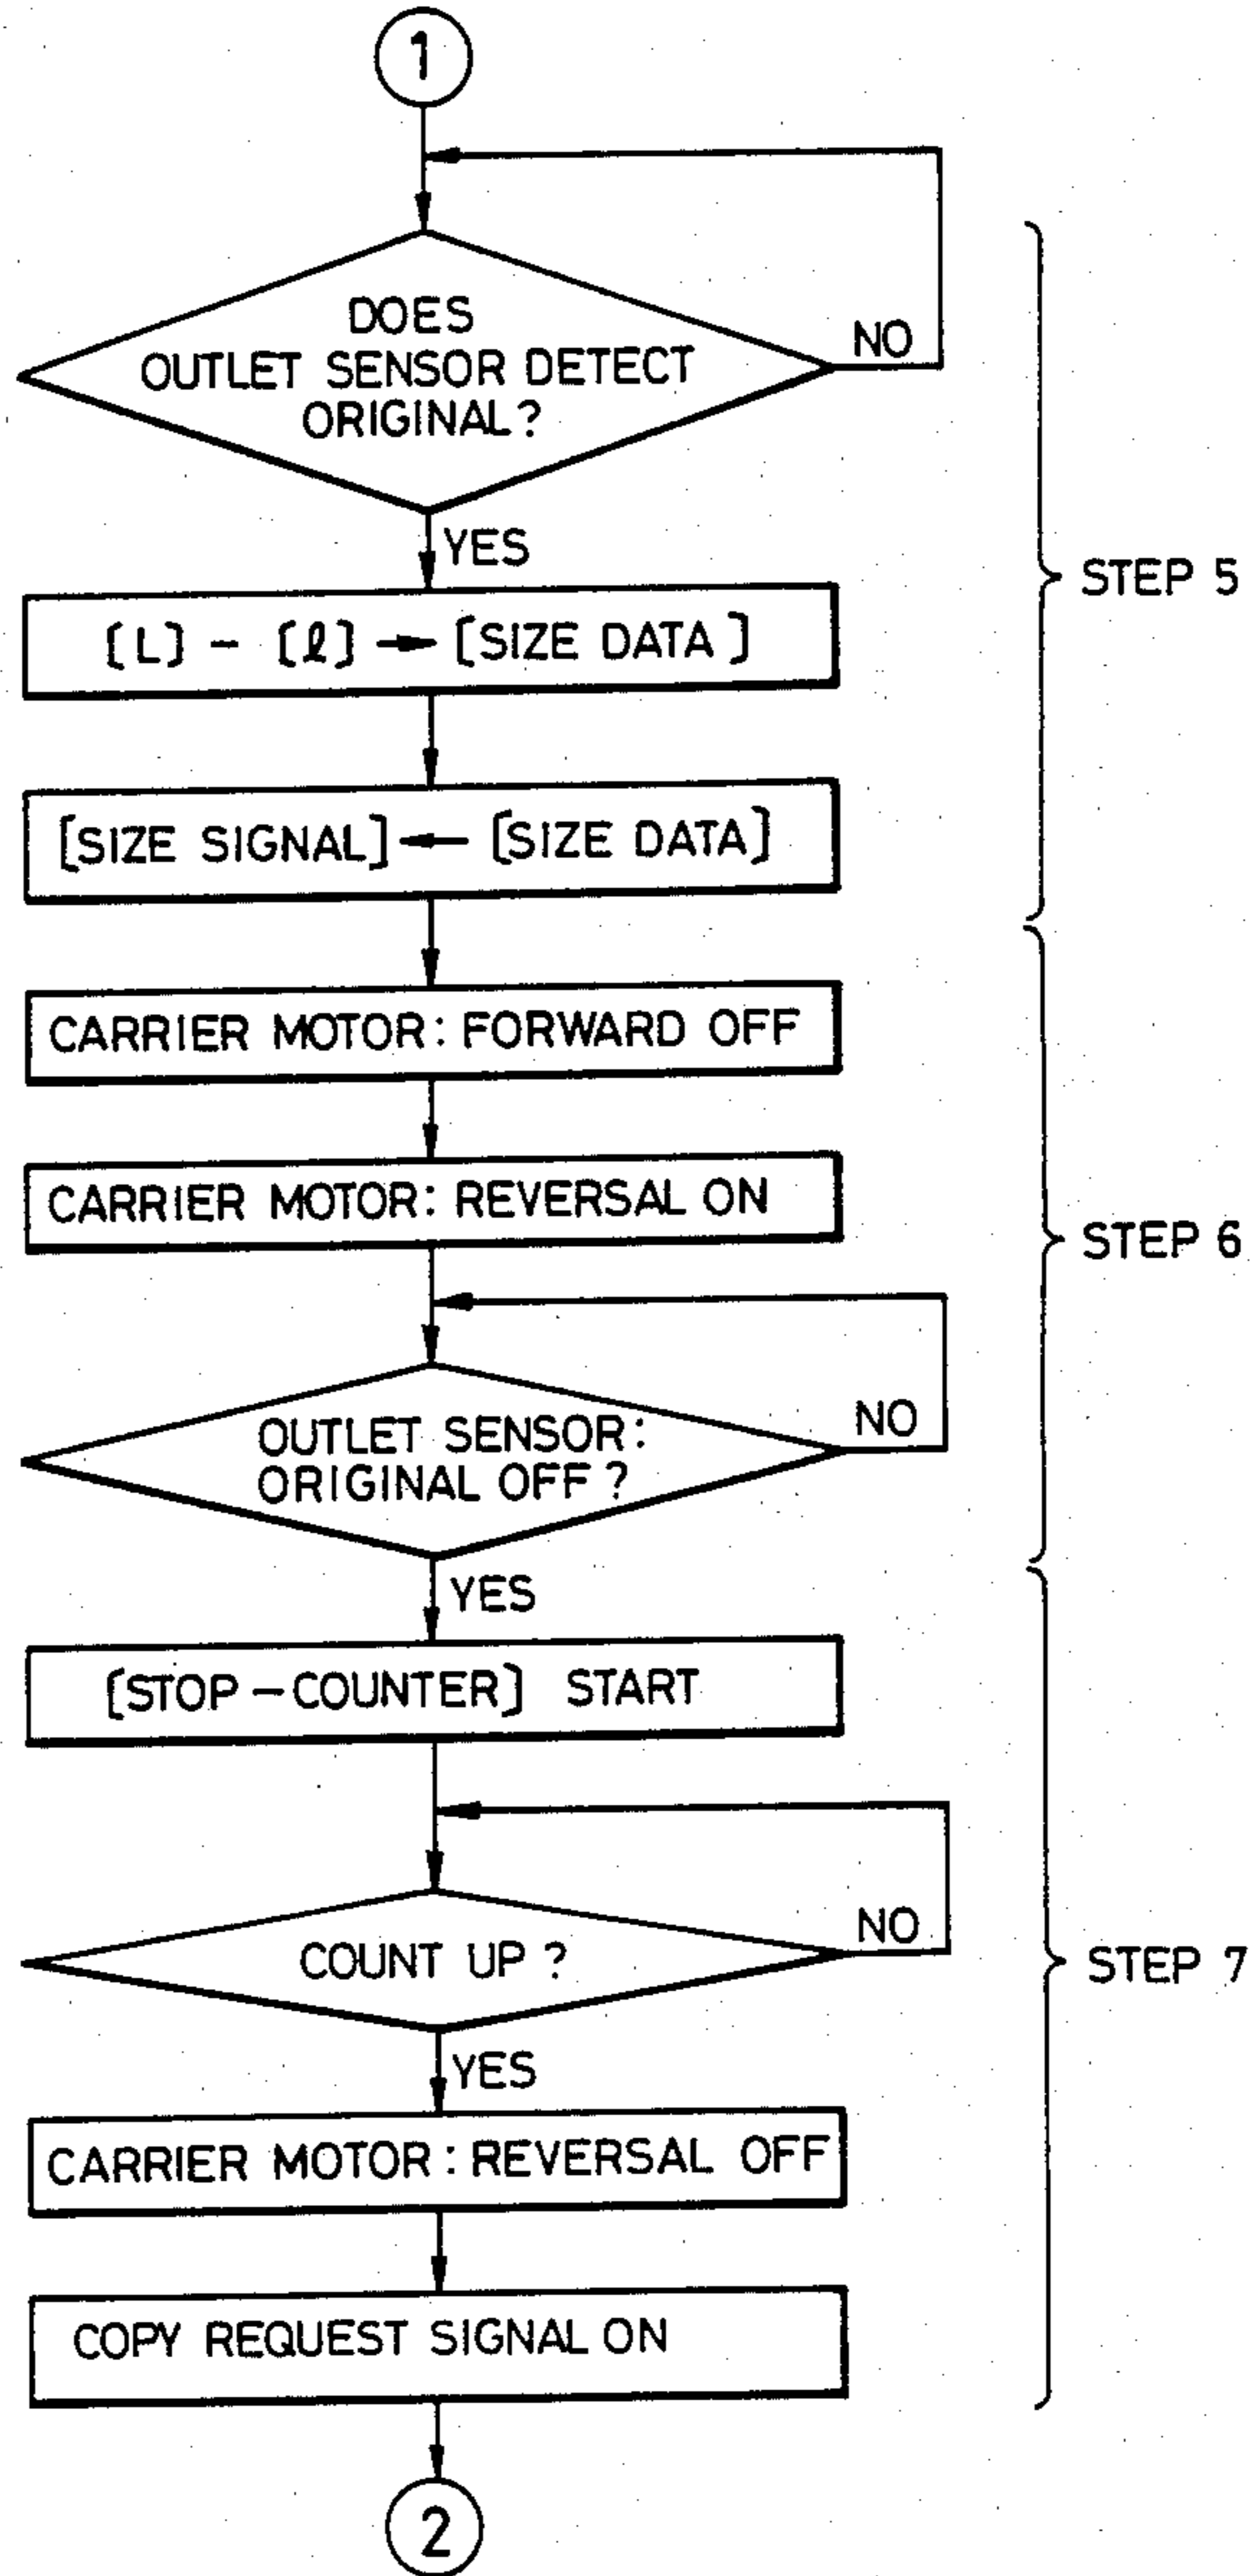 1
DOES
OUTLET SENSOR DETECT
ORIGINAL?
NO
YES
[L] - [ℓ] → [SIZE DATA]
STEP 5
[SIZE SIGNAL] ← [SIZE DATA]
CARRIER MOTOR: FORWARD OFF
CARRIER MOTOR: REVERSAL ON
STEP 6
OUTLET SENSOR:
ORIGINAL OFF?
NO
YES
[STOP-COUNTER] START
COUNT UP?
NO
STEP 7
YES
CARRIER MOTOR: REVERSAL OFF
COPY REQUEST SIGNAL ON
2